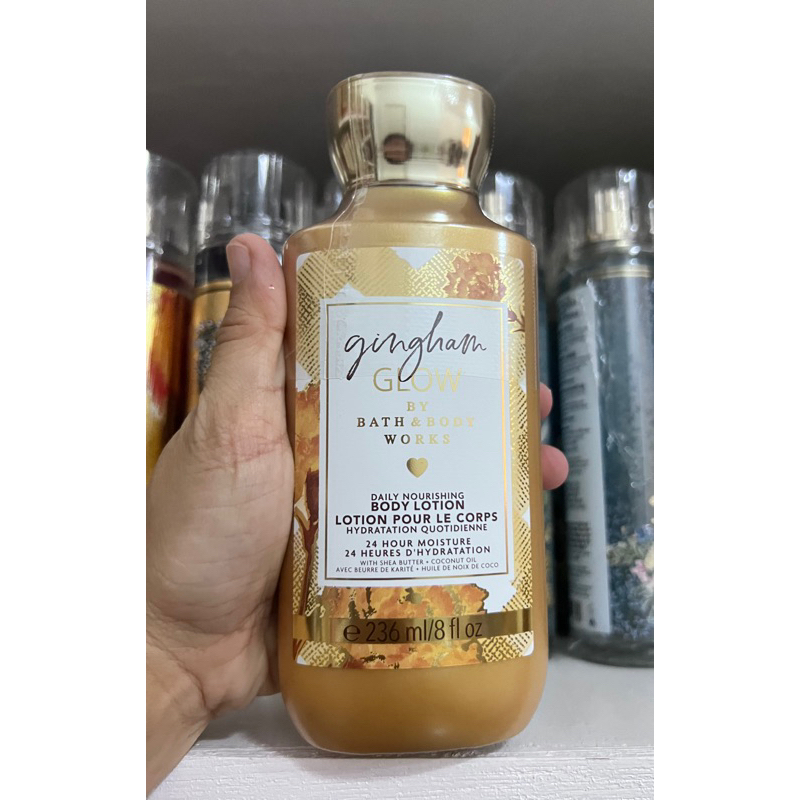 gingham
GLOW
BY
BATH & BODY
WORKS
DAILY NOURISHING
BODY LOTION
LOTION POUR LE CORPS
HYDRATATION QUOTIDIENNE
24 HOUR MOISTURE
24 HEURES D'HYDRATATION
WITH SHEA BUTTER + COCONUT OIL
AVEC BEURRE DE KARITÉ + HUILE DE NOIX DE COCO
℮ 236 ml/8 fl oz